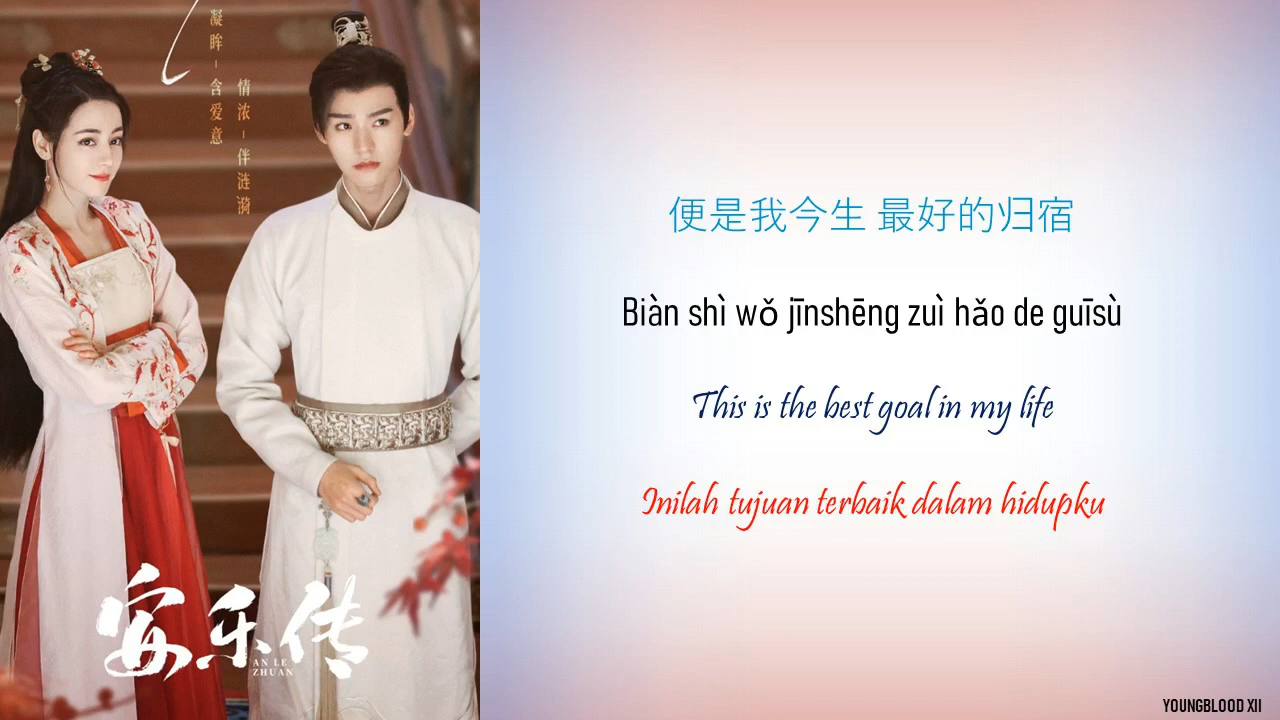 凝眸–含爱意
情浓–伴涟漪
安乐传
AN LE
ZHUAN
便是我今生 最好的归宿
Biàn shì wǒ jīnshēng zuì hǎo de guīsù
This is the best goal in my life
Inilah tujuan terbaik dalam hidupku
YOUNGBLOOD XII